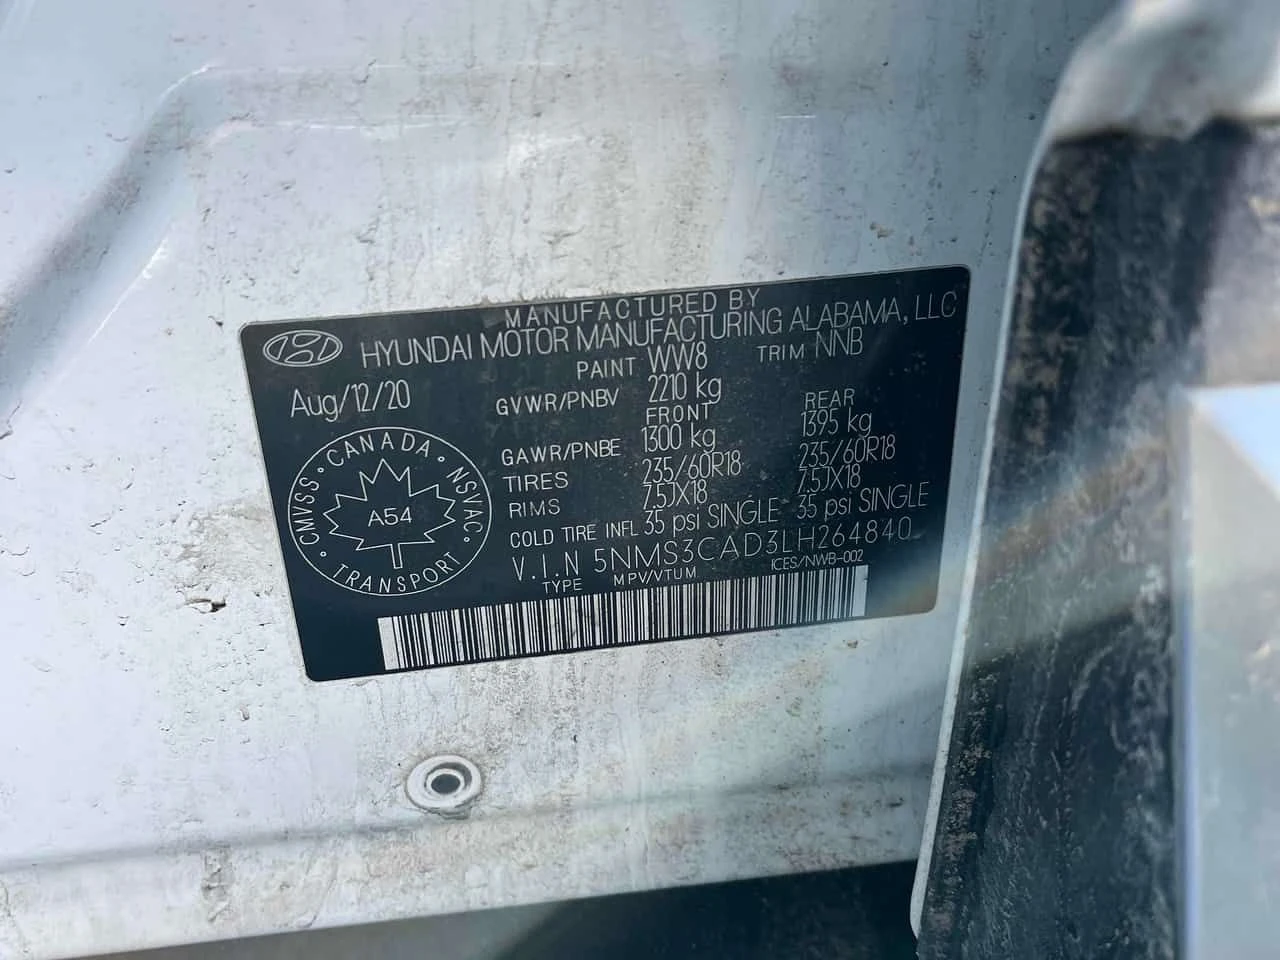 MANUFACTURED BY
HYUNDAI MOTOR MANUFACTURING ALABAMA, LLC
PAINT WW8 TRIM NNB
Aug/12/20
GVWR/PNBV 2210 kg
FRONT REAR
GAWR/PNBE 1300 kg 1395 kg
TIRES 235/60R18 235/60R18
RIMS 7.5JX18 7.5JX18
COLD TIRE INFL 35 psi SINGLE 35 psi SINGLE
V.I.N 5NMS3CAD3LH264840
TYPE MPV/VTUM ICES/NWB-002
CANADA · NSVAC · TRANSPORT · CMVSS ·
A54